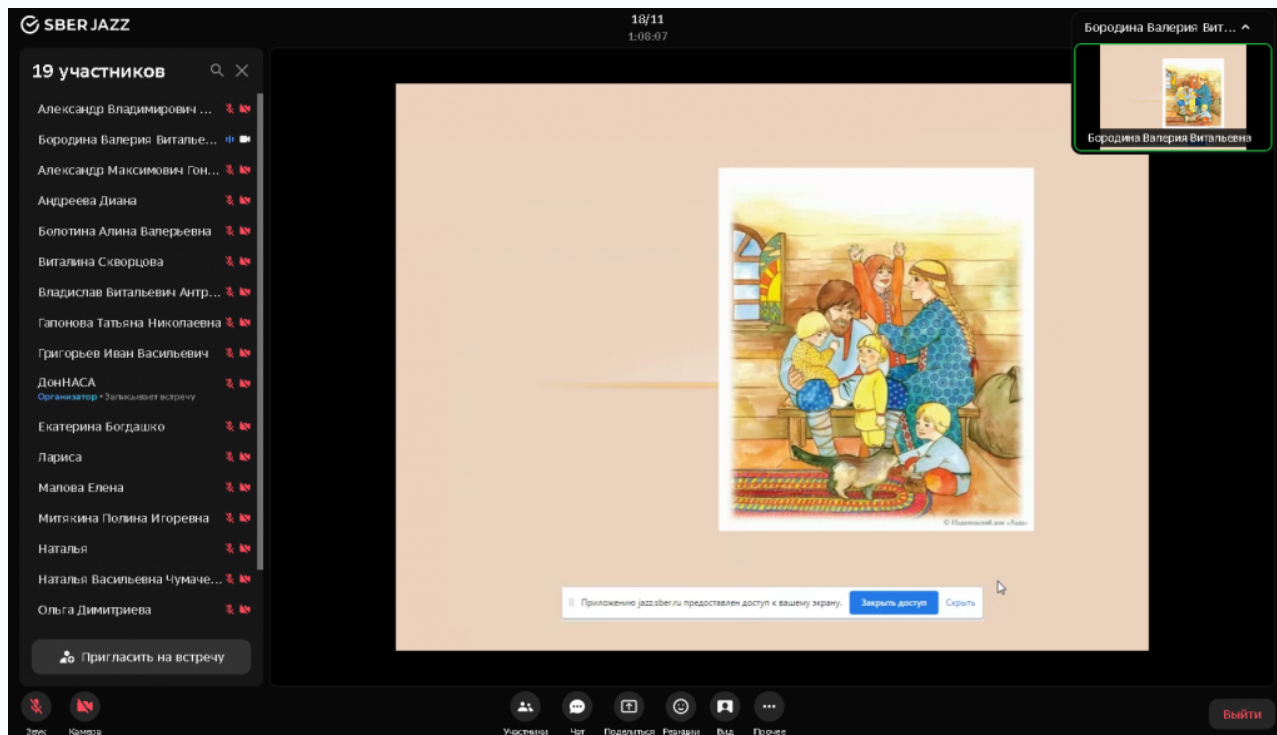 SBER JAZZ
18/11
1:08:07
Бородина Валерия Вит...
Бородина Валерия Витальевна
19 участников
Александр Владимирович ...
Бородина Валерия Виталье...
Александр Максимович Гон...
Андреева Диана
Болотина Алина Валерьевна
Виталина Скворцова
Владислав Витальевич Антр...
Гапонова Татьяна Николаевна
Григорьев Иван Васильевич
ДонНАСА
Организатор • Записывает встречу
Екатерина Богдашко
Лариса
Малова Елена
Митякина Полина Игоревна
Наталья
Наталья Васильевна Чумаче...
Ольга Димитриева
Пригласить на встречу
© Издательский дом «Лада»
Приложению jazz.sber.ru предоставлен доступ к вашему экрану.
Закрыть доступ
Скрыть
Звук
Камера
Участники
Чат
Поделиться
Реакции
Вид
Прочее
Выйти